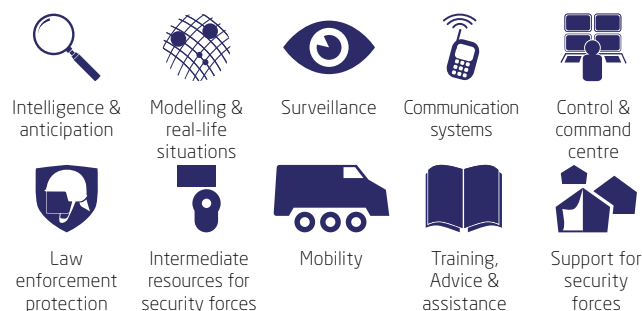 Intelligence &
anticipation
Modelling &
real-life
situations
Surveillance
Communication
systems
Control &
command
centre
Law
enforcement
protection
Intermediate
resources for
security forces
Mobility
Training,
Advice &
assistance
Support for
security
forces